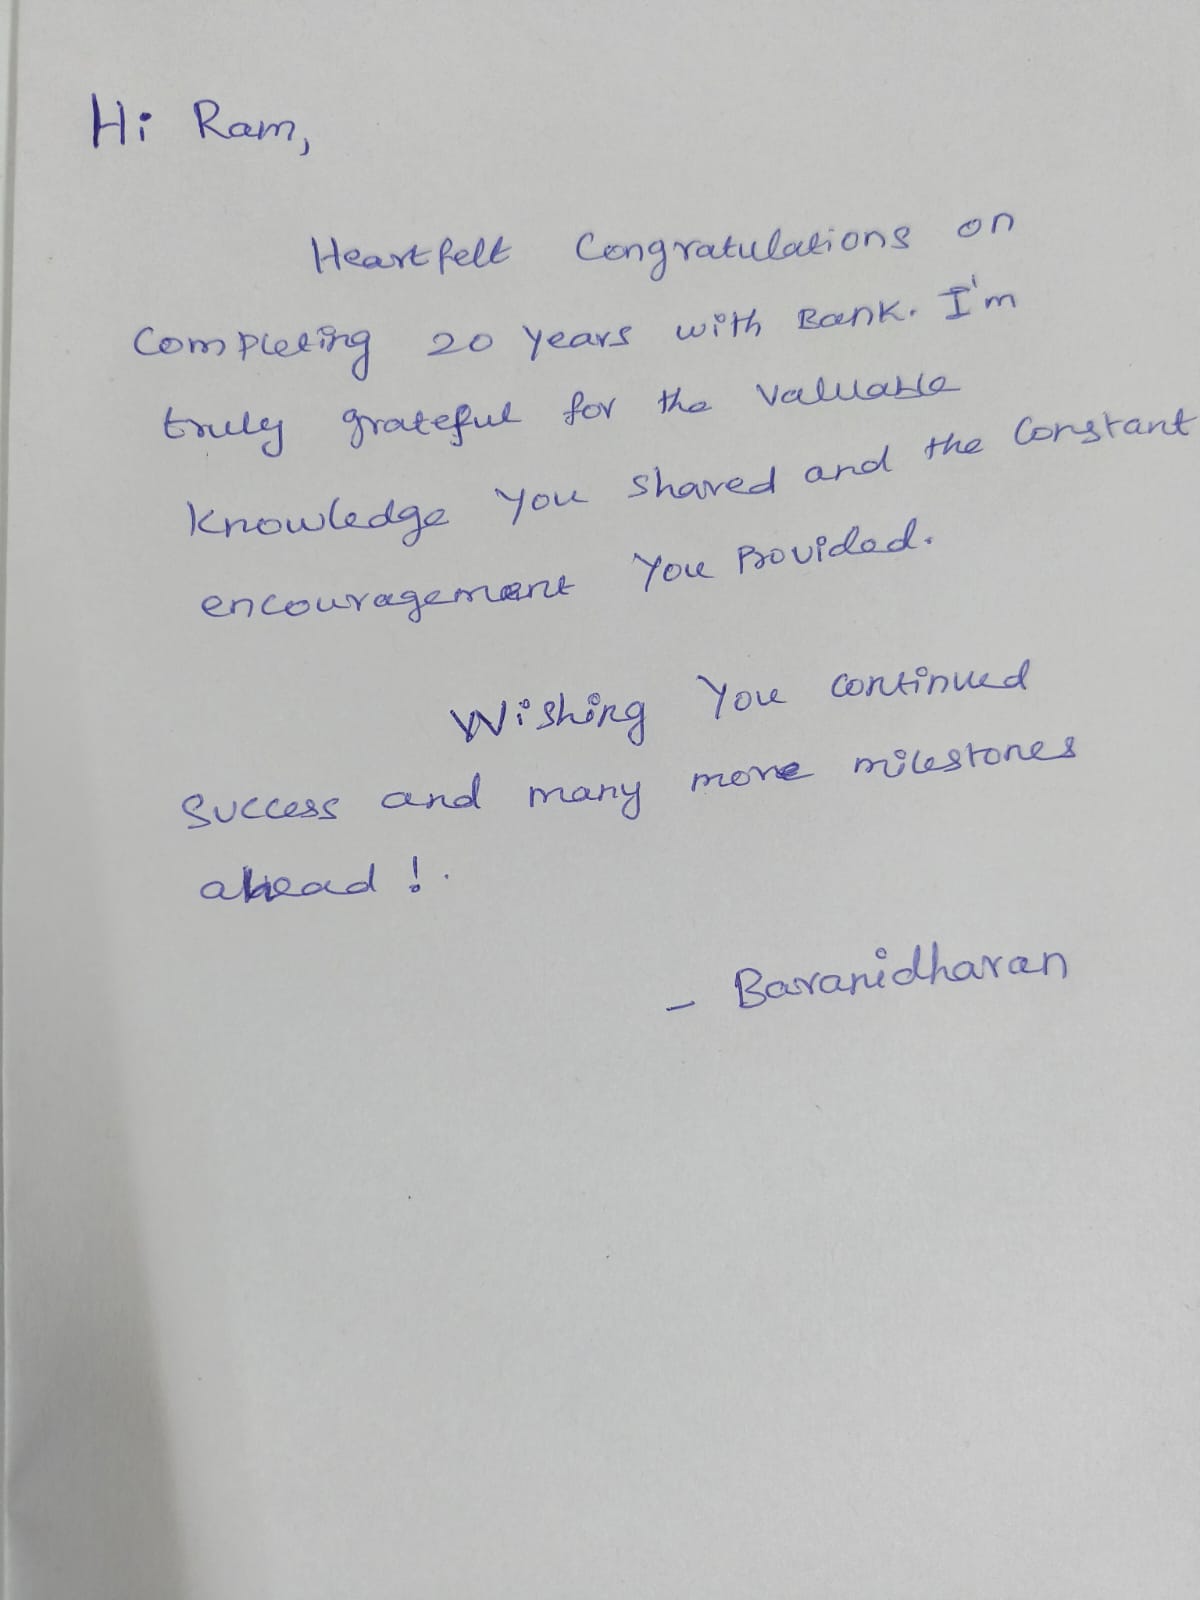 Hi Ram,
Heartfelt Congratulations on
Completing 20 years with Bank. I'm
truly grateful for the valuable
knowledge you shared and the constant
encouragement you Provided.
Wishing you continued
success and many more milestones
ahead !.
- Baranidharan